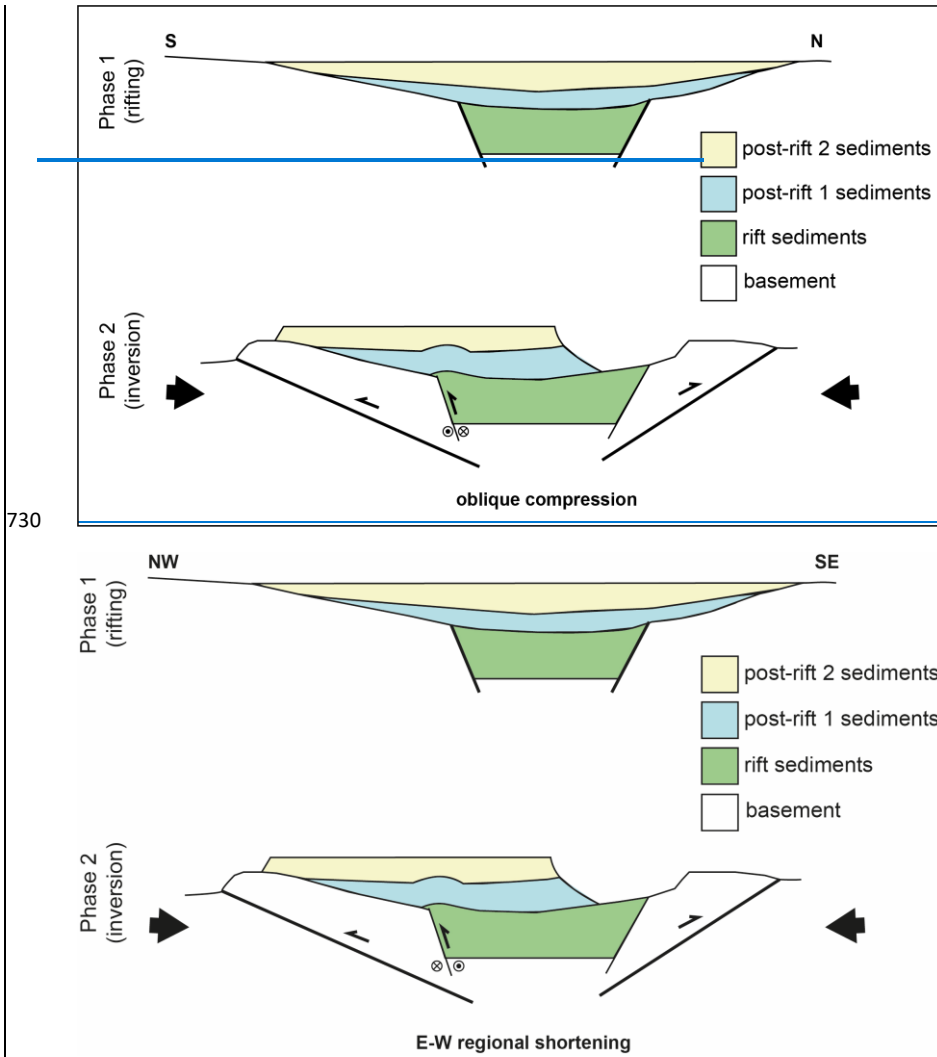 S N
Phase 1
(rifting)
post-rift 2 sediments
post-rift 1 sediments
rift sediments
basement
Phase 2
(inversion)
oblique compression
730
NW SE
Phase 1
(rifting)
post-rift 2 sediments
post-rift 1 sediments
rift sediments
basement
Phase 2
(inversion)
E-W regional shortening